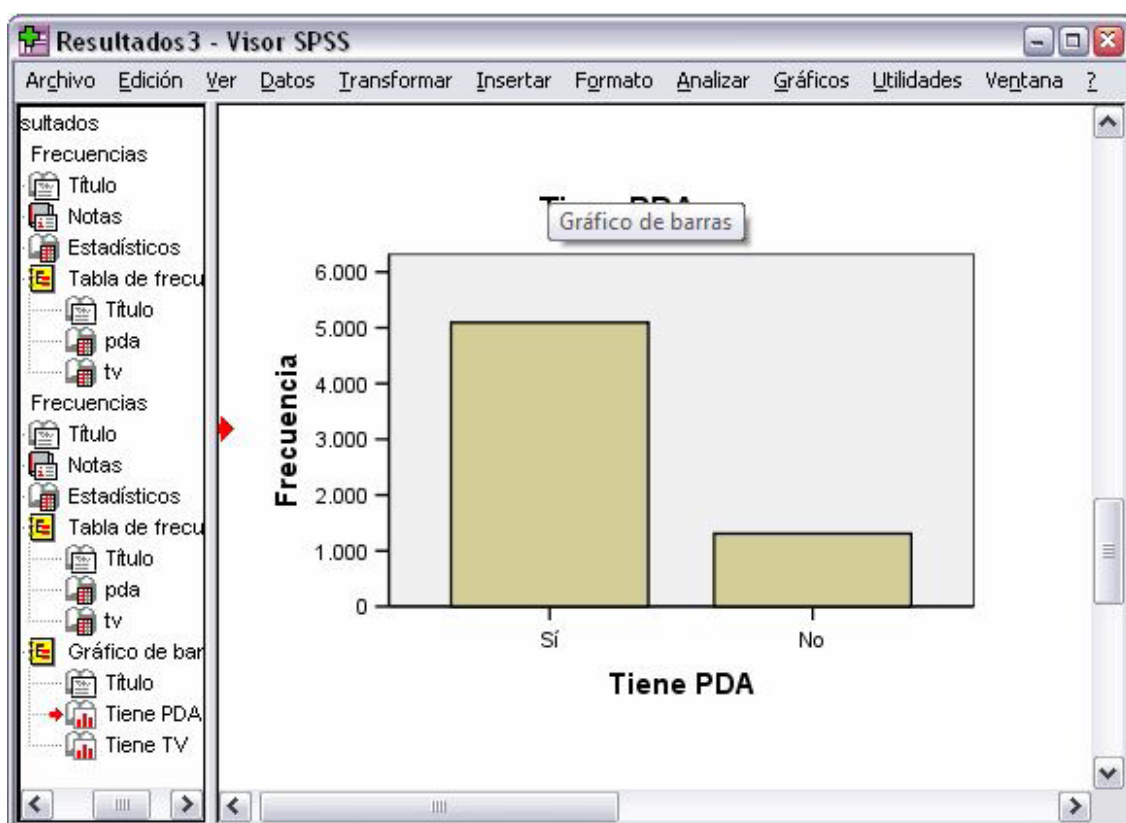 Resultados3 - Visor SPSS
Archivo Edición Ver Datos Transformar Insertar Formato Analizar Gráficos Utilidades Ventana ?
sultados
Frecuencias
Título
Notas
Estadísticos
Tabla de frecu
Título
pda
tv
Frecuencias
Título
Notas
Estadísticos
Tabla de frecu
Título
pda
tv
Gráfico de bar
Título
Tiene PDA
Tiene TV
Tiene PDA
Gráfico de barras
6.000
5.000
4.000
3.000
2.000
1.000
0
Frecuencia
Sí No
Tiene PDA